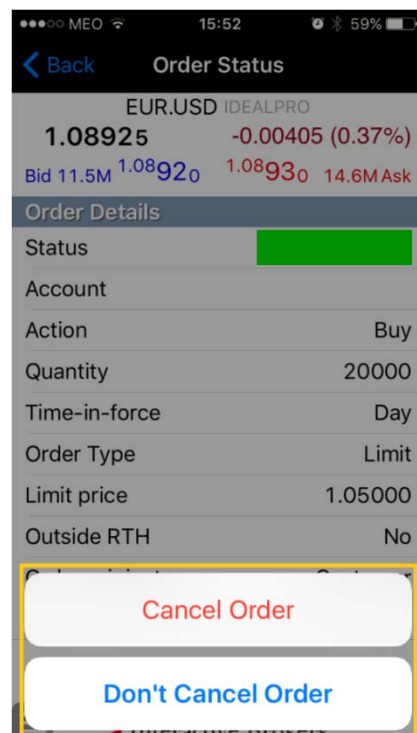 MEO 15:52 59%
Back Order Status
EUR.USD IDEALPRO
1.08925 -0.00405 (0.37%)
Bid 11.5M 1.08920 1.08930 14.6M Ask
Order Details
Status
Account
Action Buy
Quantity 20000
Time-in-force Day
Order Type Limit
Limit price 1.05000
Outside RTH No
Cancel Order
Don't Cancel Order